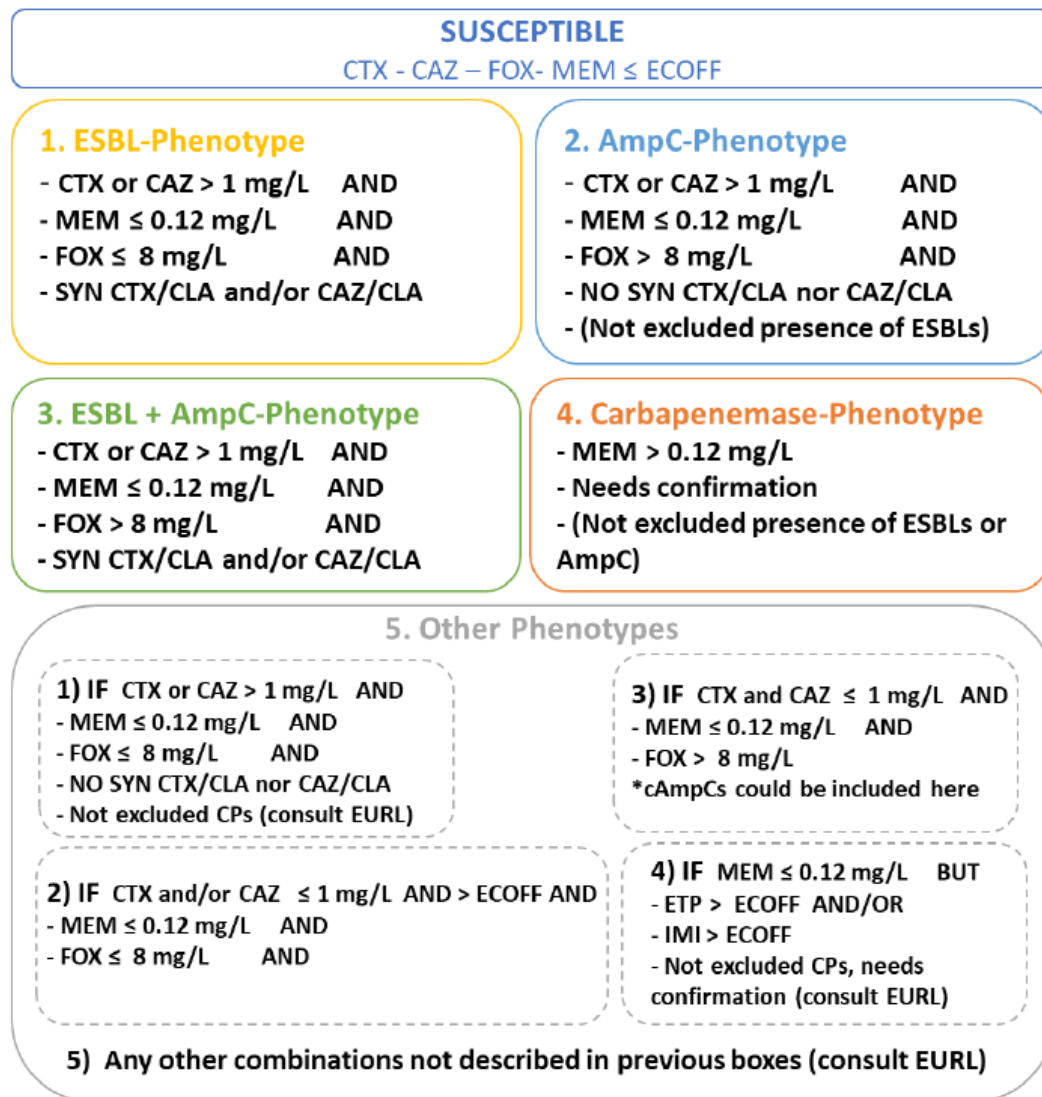 SUSCEPTIBLE
CTX - CAZ – FOX- MEM ≤ ECOFF
1. ESBL-Phenotype
- CTX or CAZ > 1 mg/L AND
- MEM ≤ 0.12 mg/L AND
- FOX ≤ 8 mg/L AND
- SYN CTX/CLA and/or CAZ/CLA
2. AmpC-Phenotype
- CTX or CAZ > 1 mg/L AND
- MEM ≤ 0.12 mg/L AND
- FOX > 8 mg/L AND
- NO SYN CTX/CLA nor CAZ/CLA
- (Not excluded presence of ESBLs)
3. ESBL + AmpC-Phenotype
- CTX or CAZ > 1 mg/L AND
- MEM ≤ 0.12 mg/L AND
- FOX > 8 mg/L AND
- SYN CTX/CLA and/or CAZ/CLA
4. Carbapenemase-Phenotype
- MEM > 0.12 mg/L
- Needs confirmation
- (Not excluded presence of ESBLs or
AmpC)
5. Other Phenotypes
1) IF CTX or CAZ > 1 mg/L AND
- MEM ≤ 0.12 mg/L AND
- FOX ≤ 8 mg/L AND
- NO SYN CTX/CLA nor CAZ/CLA
- Not excluded CPs (consult EURL)
2) IF CTX and/or CAZ ≤ 1 mg/L AND > ECOFF AND
- MEM ≤ 0.12 mg/L AND
- FOX ≤ 8 mg/L AND
3) IF CTX and CAZ ≤ 1 mg/L AND
- MEM ≤ 0.12 mg/L AND
- FOX > 8 mg/L
*cAmpCs could be included here
4) IF MEM ≤ 0.12 mg/L BUT
- ETP > ECOFF AND/OR
- IMI > ECOFF
- Not excluded CPs, needs
confirmation (consult EURL)
5) Any other combinations not described in previous boxes (consult EURL)